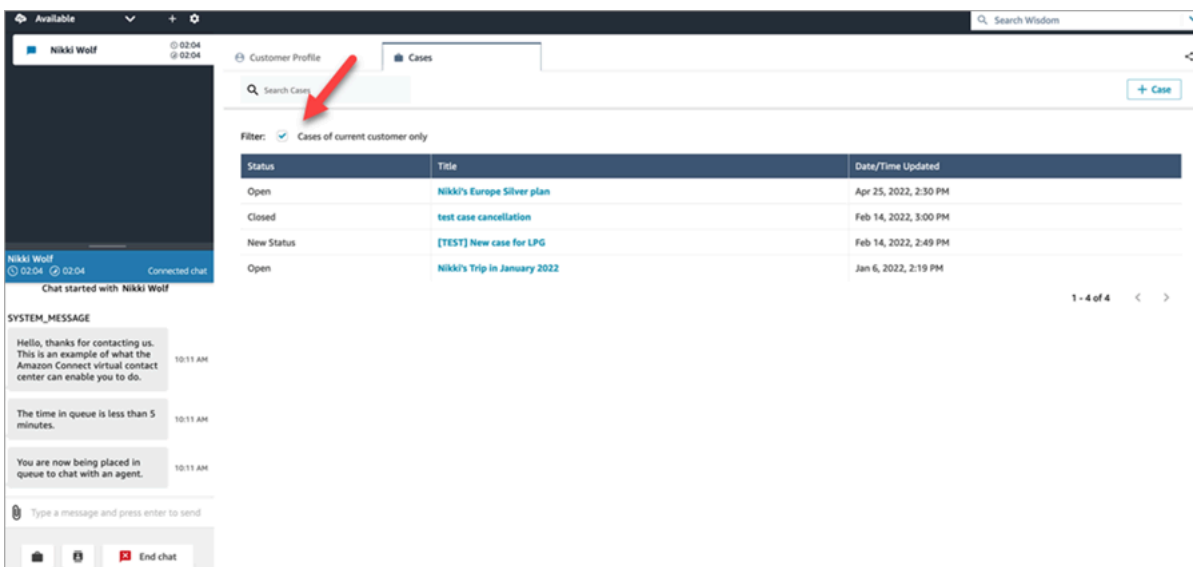 Available
Search Wisdom
Nikki Wolf
02:04
02:04
Customer Profile
Cases
Search Cases
+ Case
Filter: Cases of current customer only
Status Title Date/Time Updated
Open Nikki's Europe Silver plan Apr 25, 2022, 2:30 PM
Closed test case cancellation Feb 14, 2022, 3:00 PM
New Status [TEST] New case for LPG Feb 14, 2022, 2:49 PM
Open Nikki's Trip in January 2022 Jan 6, 2022, 2:19 PM
1 - 4 of 4
Nikki Wolf
02:04 02:04 Connected chat
Chat started with Nikki Wolf
SYSTEM_MESSAGE
Hello, thanks for contacting us.
This is an example of what the
Amazon Connect virtual contact
center can enable you to do.
10:11 AM
The time in queue is less than 5
minutes.
10:11 AM
You are now being placed in
queue to chat with an agent.
10:11 AM
Type a message and press enter to send
End chat